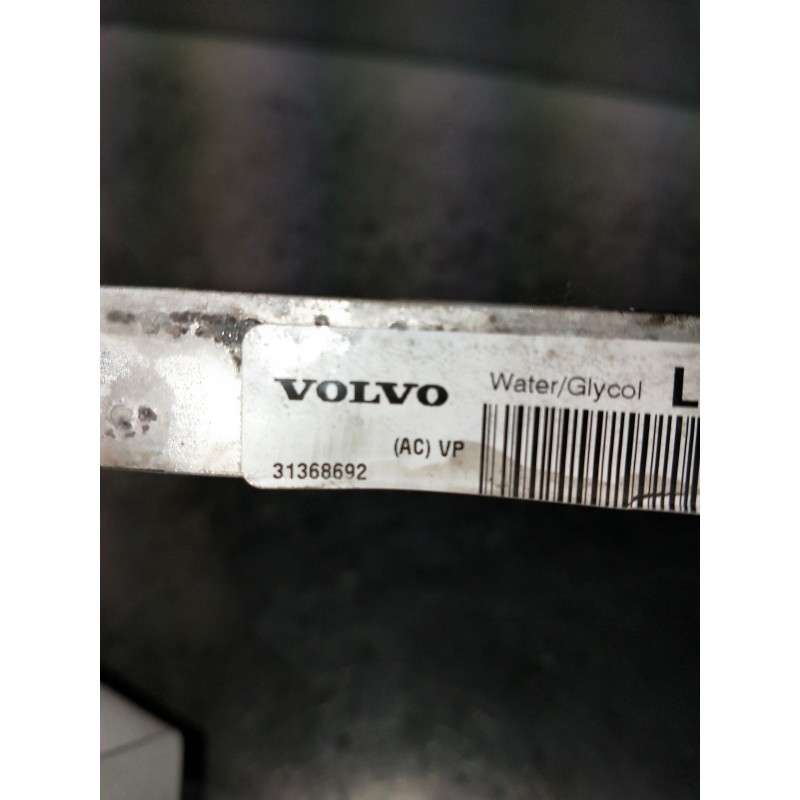 VOLVO
Water/Glycol L
(AC) VP
31368692